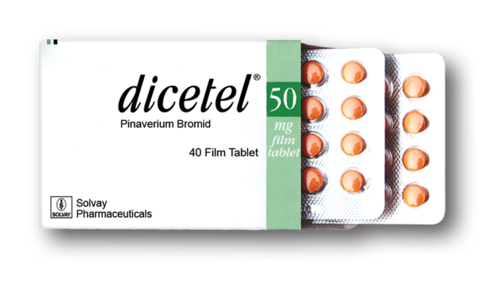 dicetel®
Pinaverium Bromid
40 Film Tablet
50
mg
film
tablet
SOLVAY
Solvay
Pharmaceuticals